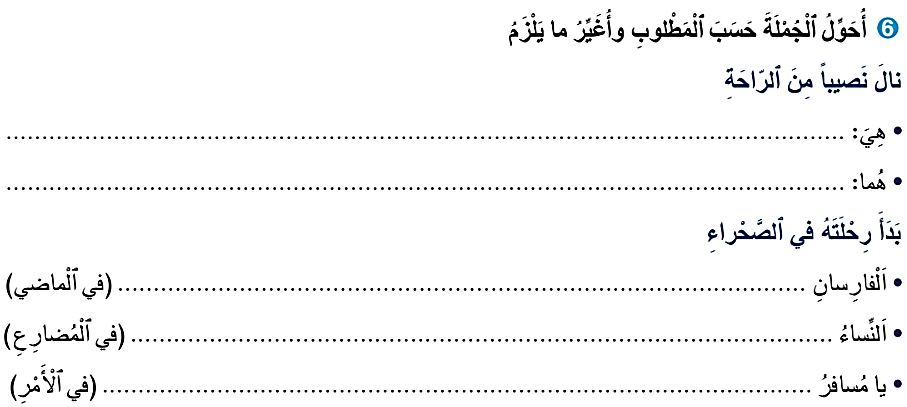 6 أُحَوِّلُ ٱلْجُمْلَةَ حَسَبَ ٱلْمَطْلوبِ وأُغَيِّرُ ما يَلْزَمُ
نالَ نَصيباً مِنَ ٱلرّاحَةِ
• هِيَ: ................................................................
• هُما: ................................................................
بَدَأَ رِحْلَتَهُ في ٱلصَّحْراءِ
• اَلْفارِسانِ ................................................................ (في ٱلْماضي)
• اَلنِّساءُ ................................................................ (في ٱلْمُضارِعِ)
• يا مُسافرُ ................................................................ (في ٱلْأَمْرِ)